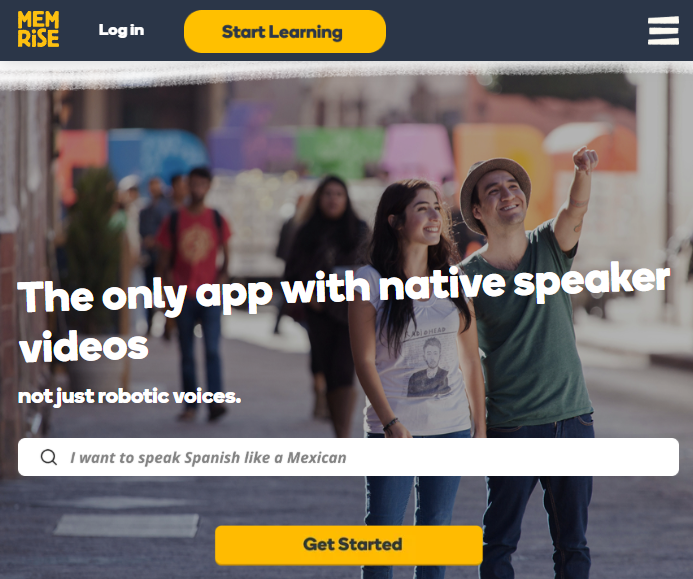 MEM
RiSE
Log in
Start Learning
The only app with native speaker
videos
not just robotic voices.
I want to speak Spanish like a Mexican
Get Started